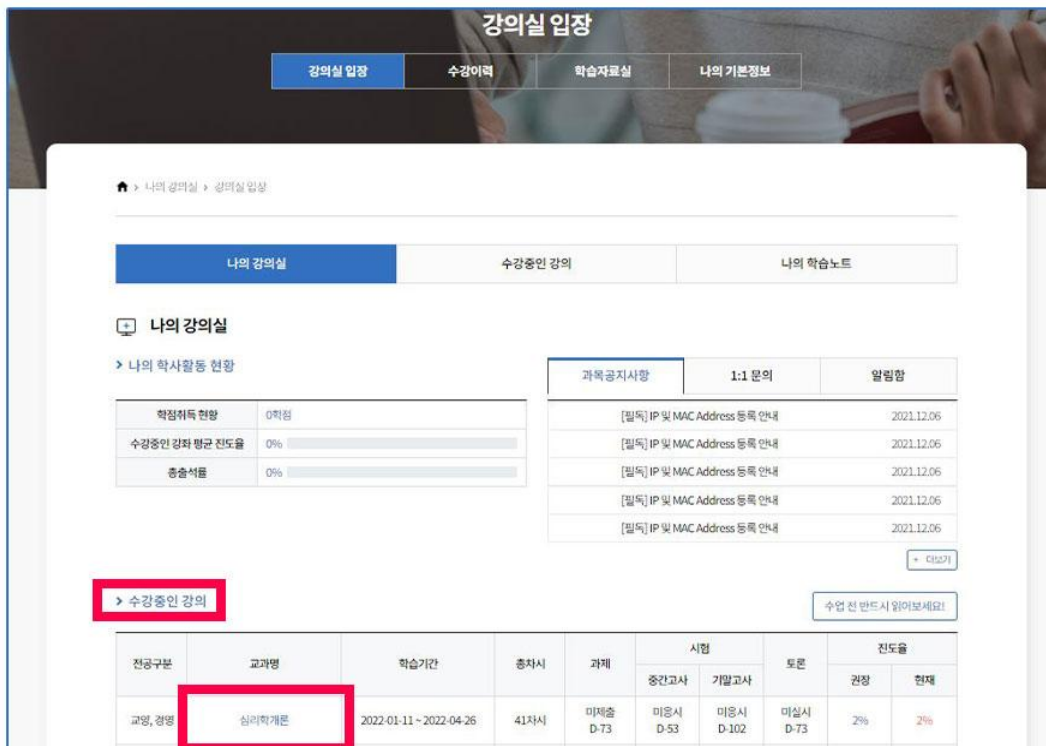 강의실 입장
강의실 입장 수강이력 학습자료실 나의 기본정보
나의 강의실 > 강의실 입장
나의 강의실 수강중인 강의 나의 학습노트
나의 강의실
> 나의 학사활동 현황
과목공지사항 1:1 문의 알림함
학점취득 현황 0학점
수강중인 강좌 평균 진도율 0%
총출석률 0%
[필독] IP 및 MAC Address 등록 안내 2021.12.06
[필독] IP 및 MAC Address 등록 안내 2021.12.06
[필독] IP 및 MAC Address 등록 안내 2021.12.06
[필독] IP 및 MAC Address 등록 안내 2021.12.06
[필독] IP 및 MAC Address 등록 안내 2021.12.06
+ 더보기
> 수강중인 강의
수업 전 반드시 읽어보세요!
전공구분 교과명 학습기간 총차시 과제 시험 토론 진도율
중간고사 기말고사 권장 현재
교양, 경영 심리학개론 2022-01-11 ~ 2022-04-26 41차시 미제출 미응시 미응시 미실시 2% 2%
D-73 D-53 D-102 D-73